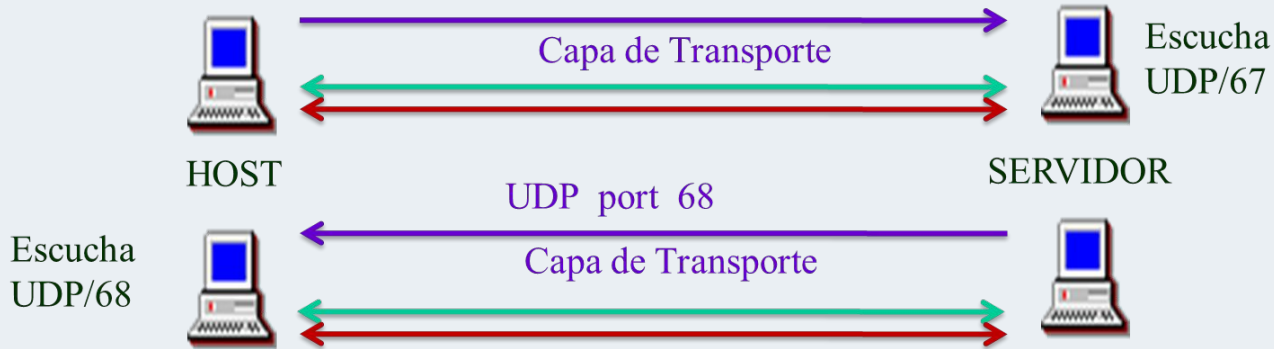 Capa de Transporte
Escucha
UDP/67
HOST
SERVIDOR
UDP port 68
Escucha
UDP/68
Capa de Transporte